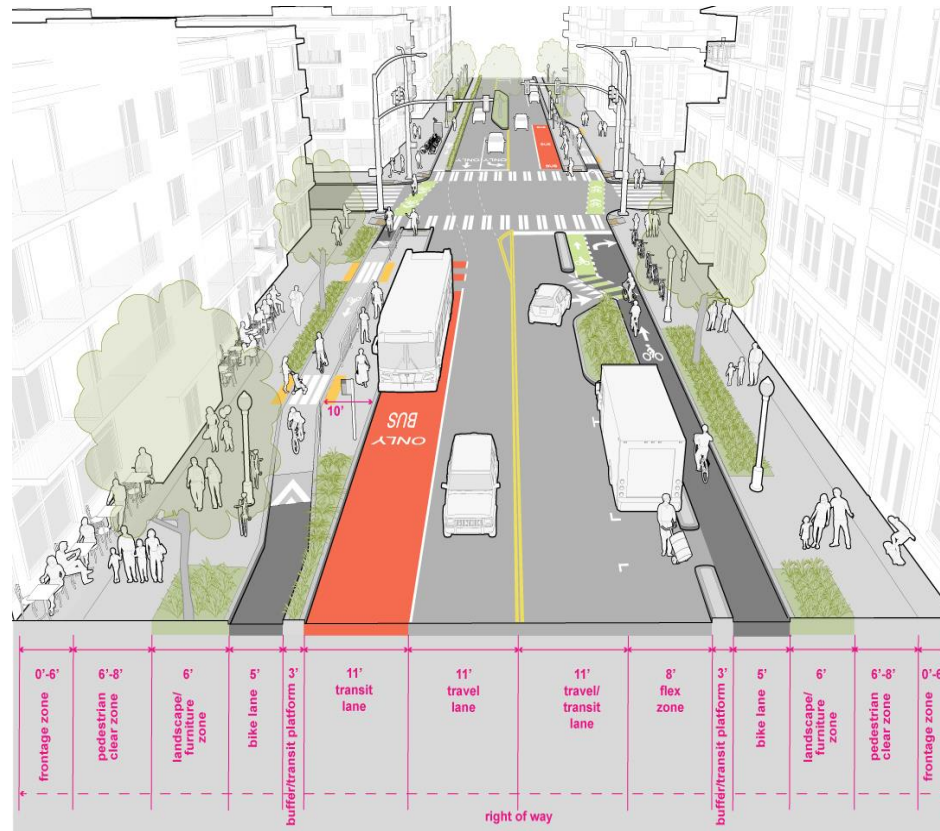 ONLY ONLY
10'
BUS
ONLY
0'-6'
frontage zone
6'-8'
pedestrian
clear zone
6'
landscape/
furniture
zone
5'
bike lane
3'
buffer/transit platform
11'
transit
lane
11'
travel
lane
11'
travel/
transit
lane
8'
flex
zone
3'
buffer/transit platform
5'
bike lane
6'
landscape/
furniture
zone
6'-8'
pedestrian
clear zone
0'-6
frontage zone
right of way